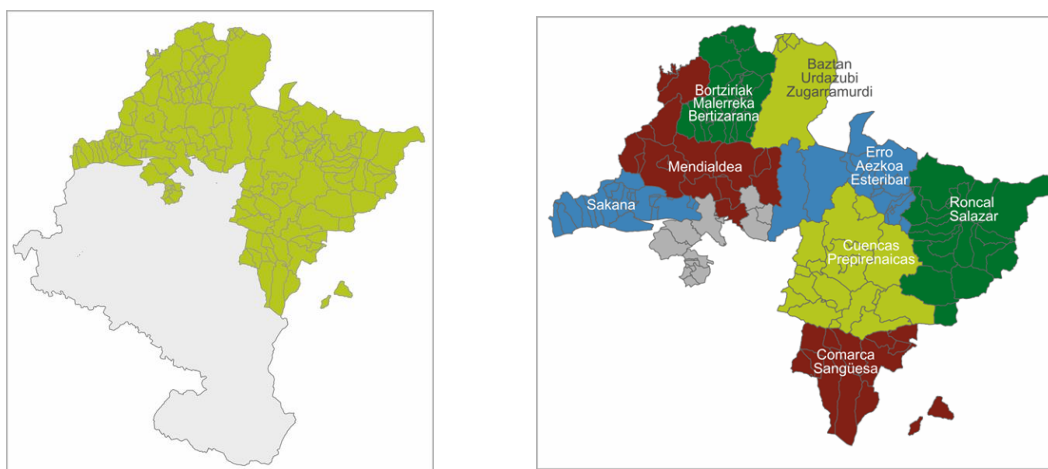 Baztan
Urdazubi
Zugarramurdi
Bortziriak
Malerreka
Bertizarana
Mendialdea
Erro
Aezkoa
Esteribar
Sakana
Roncal
Salazar
Cuencas
Prepirenaicas
Comarca
Sangüesa